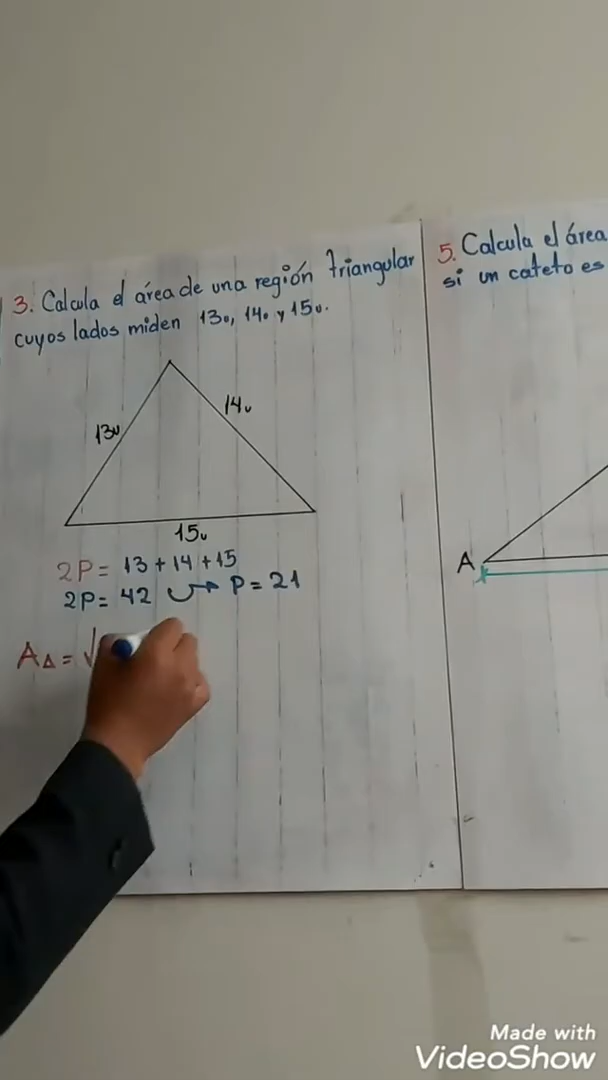 3. Calcula el área de una región triangular
cuyos lados miden 13u, 14u y 15u.
13u
14u
15u
2P = 13 + 14 + 15
2P = 42 → P = 21
A△ = √
5. Calcula el área
si un cateto es
A
Made with
VideoShow